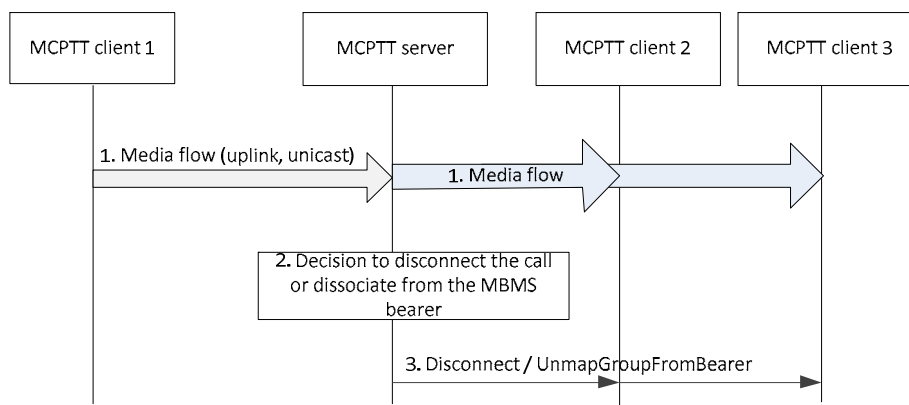 MCPTT client 1
MCPTT server
MCPTT client 2
MCPTT client 3
1. Media flow (uplink, unicast)
1. Media flow
2. Decision to disconnect the call
or dissociate from the MBMS
bearer
3. Disconnect / UnmapGroupFromBearer